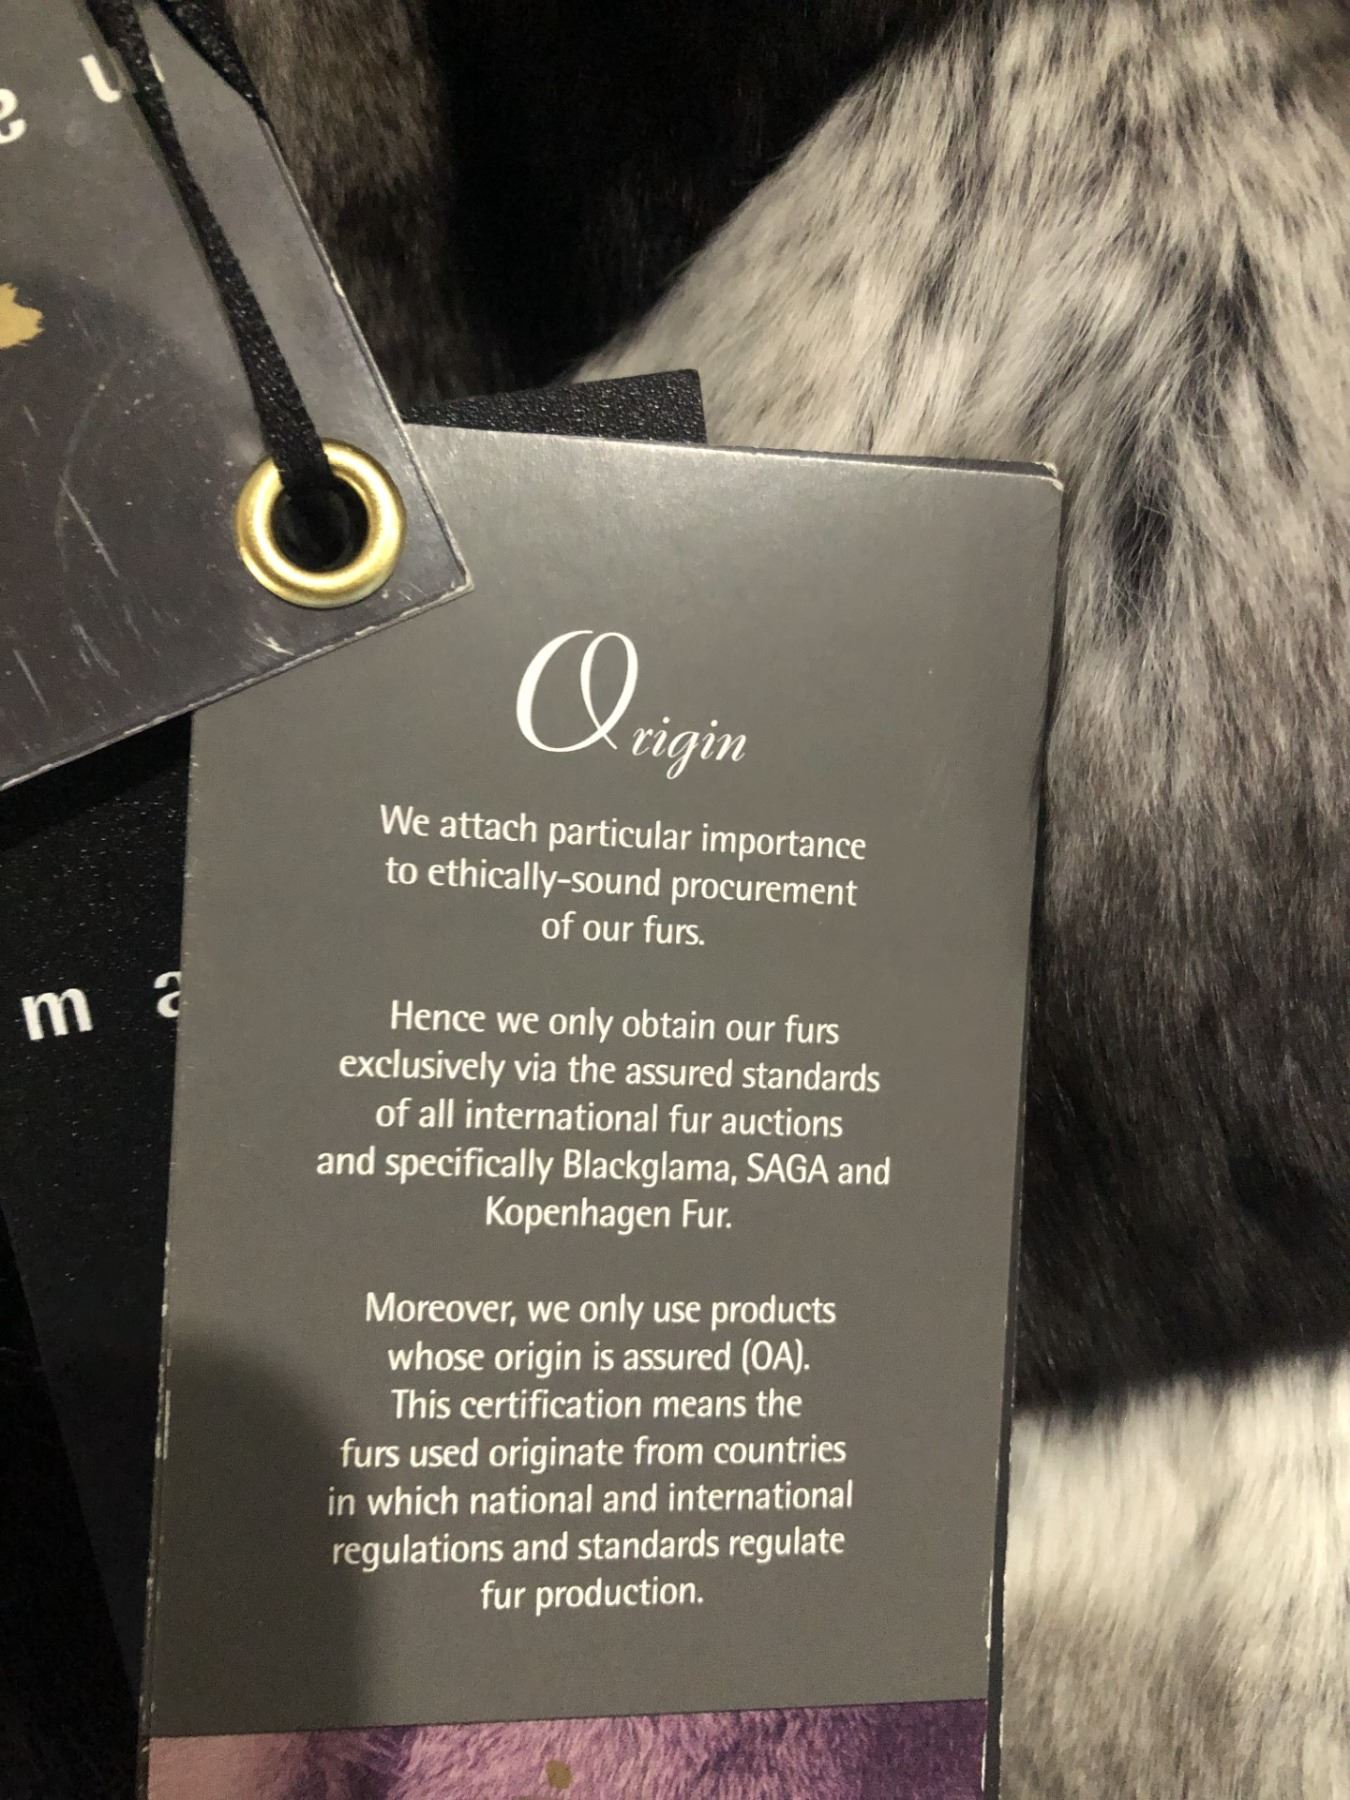 m a
Origin
We attach particular importance
to ethically-sound procurement
of our furs.
Hence we only obtain our furs
exclusively via the assured standards
of all international fur auctions
and specifically Blackglama, SAGA and
Kopenhagen Fur.
Moreover, we only use products
whose origin is assured (OA).
This certification means the
furs used originate from countries
in which national and international
regulations and standards regulate
fur production.